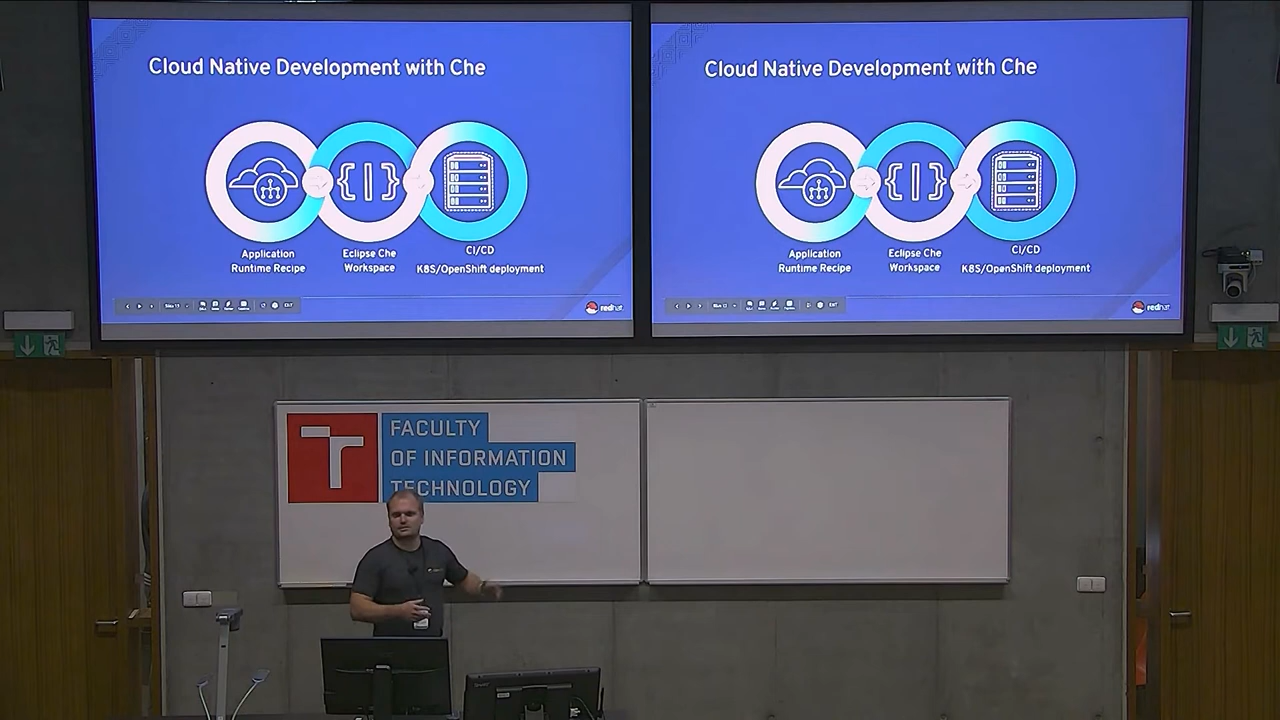 Cloud Native Development with Che
Application
Runtime Recipe
Eclipse Che
Workspace
CI/CD
K8S/OpenShift deployment
redhat
Cloud Native Development with Che
Application
Runtime Recipe
Eclipse Che
Workspace
CI/CD
K8S/OpenShift deployment
redhat
FACULTY
OF INFORMATION
TECHNOLOGY